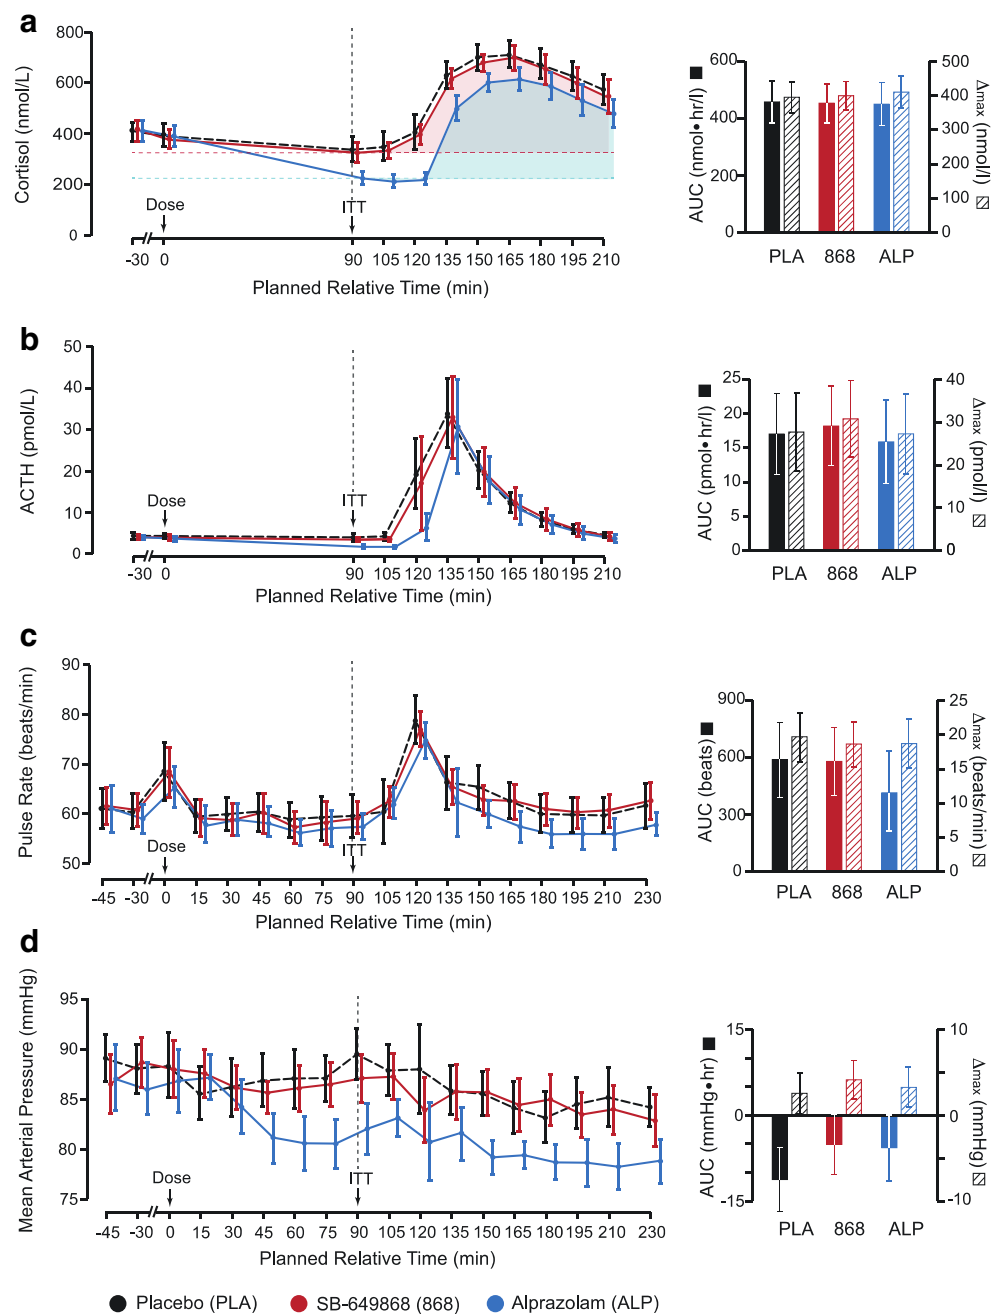 a
800
600
400
200
0
Cortisol (nmol/L)
Dose
ITT
-30 0 90 105 120 135 150 165 180 195 210
Planned Relative Time (min)
600
400
200
0
AUC (nmol•hr/l)
500
400
300
200
100
0
Δmax (nmol/l)
PLA 868 ALP
b
50
40
30
20
10
0
ACTH (pmol/L)
Dose
ITT
-30 0 90 105 120 135 150 165 180 195 210
Planned Relative Time (min)
25
20
15
10
5
0
AUC (pmol•hr/l)
40
30
20
10
0
Δmax (pmol/l)
PLA 868 ALP
c
90
80
70
60
50
Pulse Rate (beats/min)
Dose
ITT
-45 -30 0 15 30 45 60 75 90 105 120 135 150 165 180 195 210 230
Planned Relative Time (min)
900
600
300
0
AUC (beats)
25
20
15
10
5
0
Δmax (beats/min)
PLA 868 ALP
d
95
90
85
80
75
Mean Arterial Pressure (mmHg)
Dose
ITT
-45 -30 0 15 30 45 60 75 90 105 120 135 150 165 180 195 210 230
Planned Relative Time (min)
15
0
-15
AUC (mmHg•hr)
10
0
-10
Δmax (mmHg)
PLA 868 ALP
Placebo (PLA) SB-649868 (868) Alprazolam (ALP)